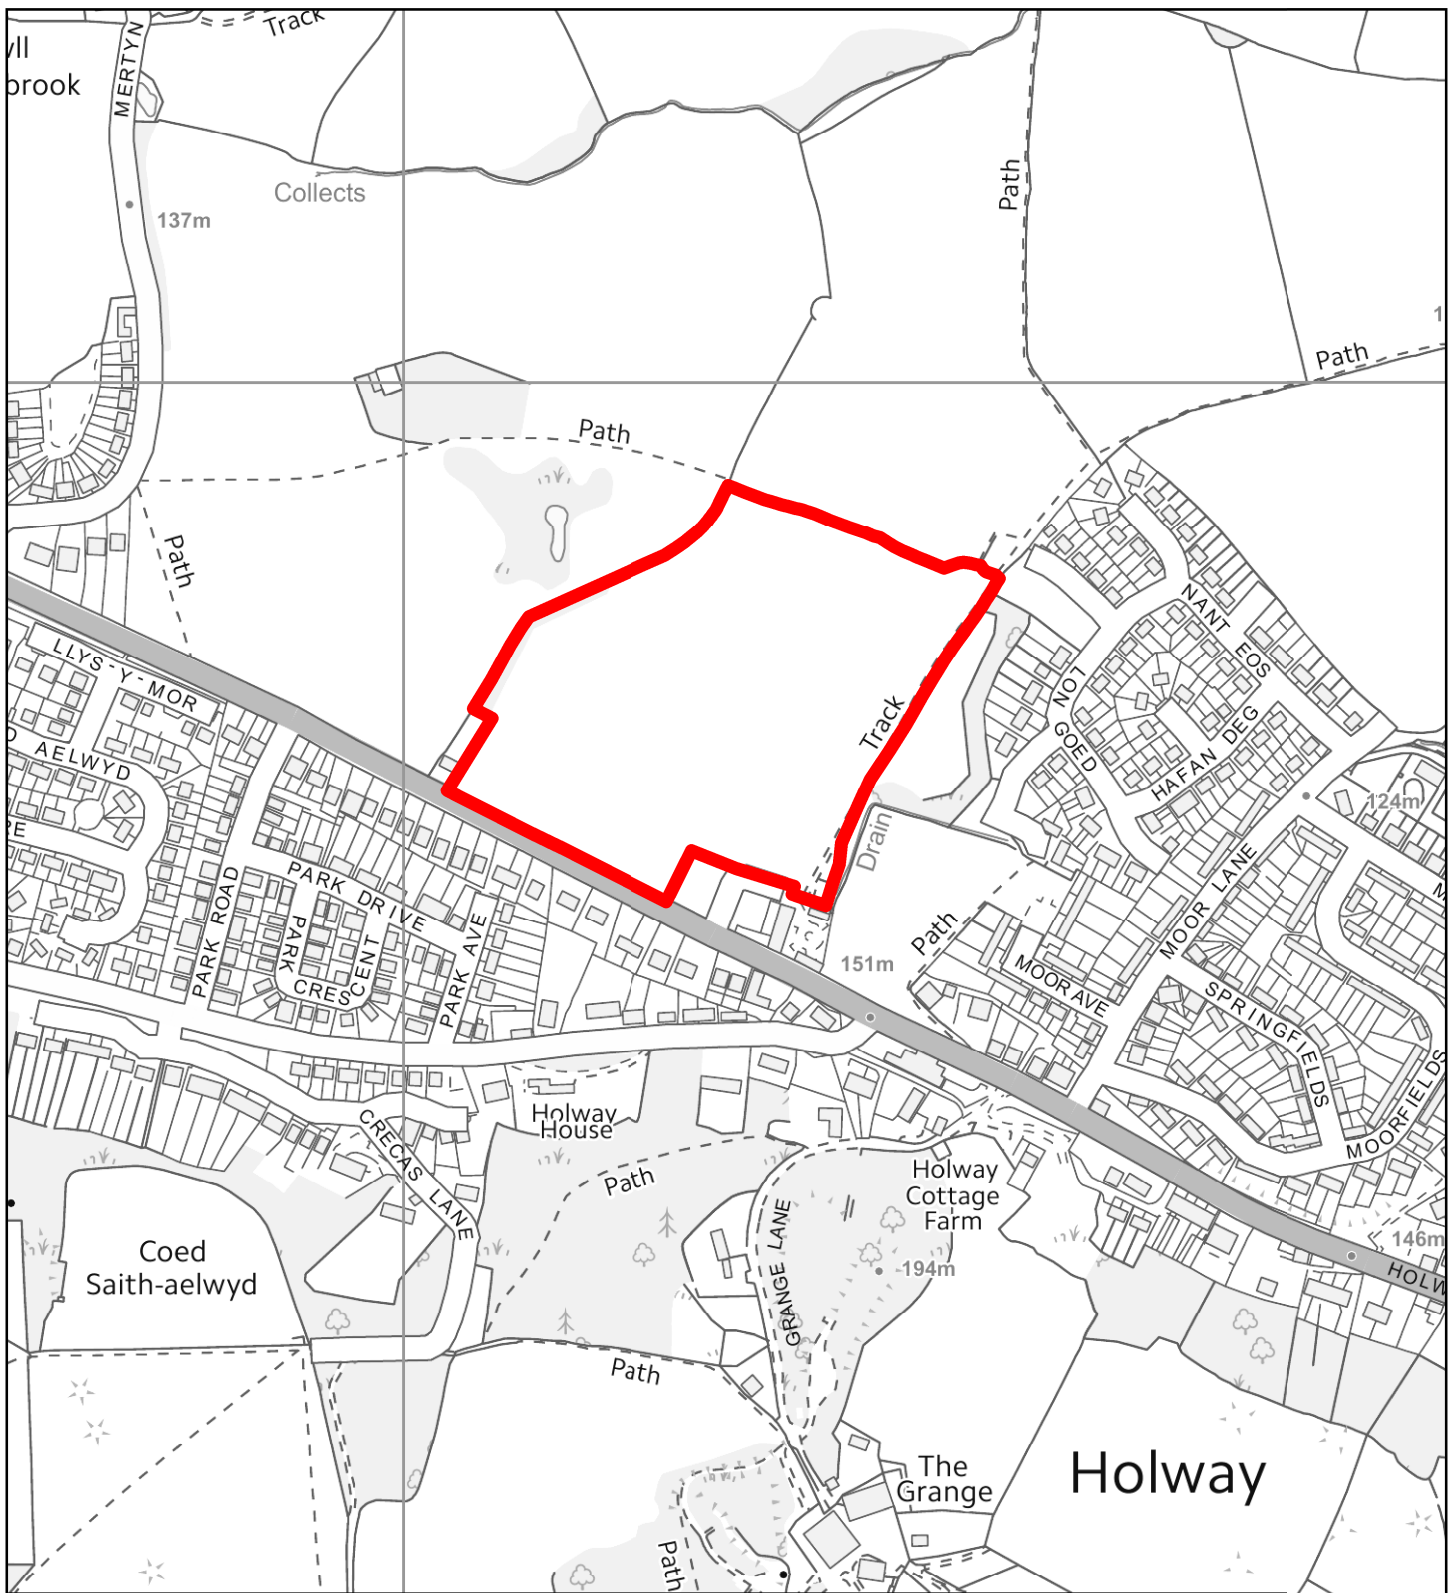 Track
MERTYN
brook
Path
Collects
137m
Path
Path
Path
NANT EOS
LLYS-Y-MOR
LON GOED
Track
HAFAN DEG
AELWYD
124m
RE
Drain
MOOR LANE
PARK DRIVE
PARK ROAD
PARK CRESCENT
PARK AVE
Path
151m
MOOR AVE
SPRINGFIELDS
MOORFIELDS
Holway
House
CRECAS LANE
Path
Holway
Cottage
Farm
GRANGE LANE
Coed
Saith-aelwyd
194m
146m
HOLW
Path
The
Grange
Holway
Path